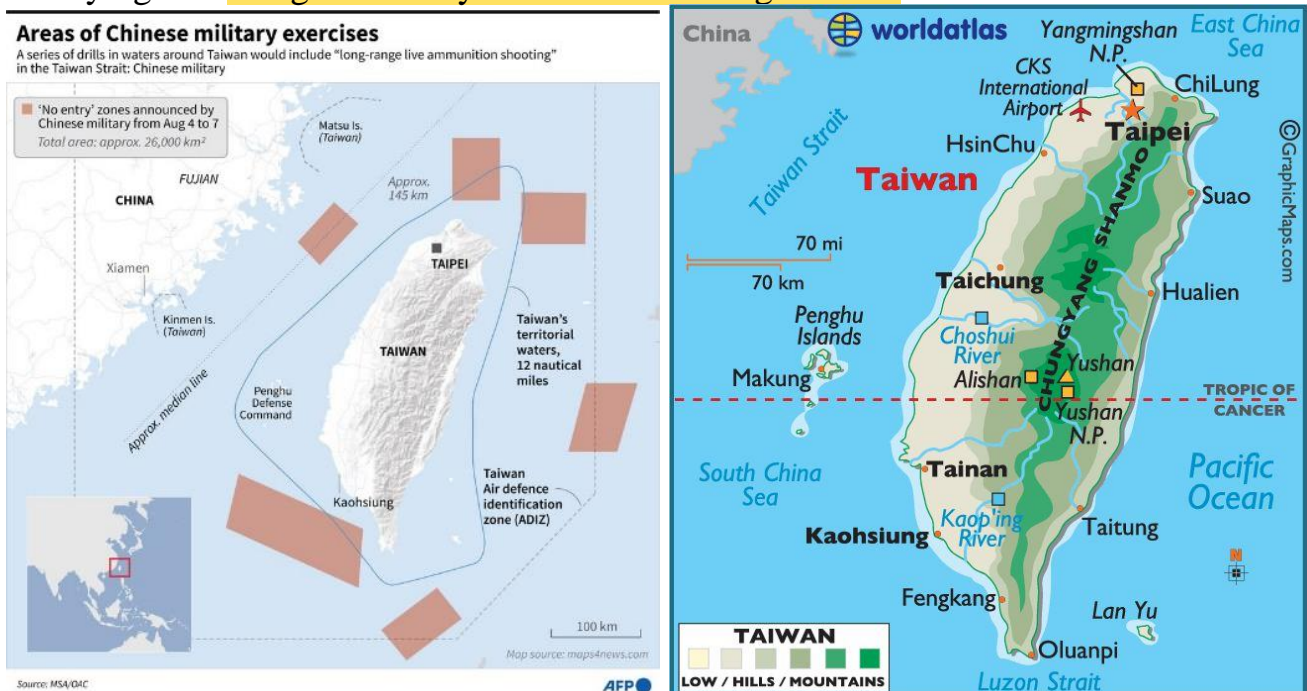 Areas of Chinese military exercises
A series of drills in waters around Taiwan would include “long-range live ammunition shooting”
in the Taiwan Strait: Chinese military
'No entry' zones announced by
Chinese military from Aug 4 to 7
Total area: approx. 26,000 km²
Matsu Is.
(Taiwan)
FUJIAN
CHINA
Approx.
145 km
Xiamen
Kinmen Is.
(Taiwan)
TAIPEI
TAIWAN
Taiwan's
territorial
waters,
12 nautical
miles
Penghu
Defense
Command
Approx. median line
Kaohsiung
Taiwan
Air defence
identification
zone (ADIZ)
100 km
Map source: maps4news.com
Source: MSA/OAC
AFP
China
worldatlas
Yangmingshan
N.P.
East China
Sea
CKS
International
Airport
ChiLung
Taipei
HsinChu
Taiwan Strait
Taiwan
©GraphicMaps.com
Suao
CHUNGYANG SHANMO
70 mi
70 km
Taichung
Hualien
Penghu
Islands
Choshui
River
Makung
Alishan
Yushan
TROPIC OF
CANCER
Yushan
N.P.
South China
Sea
Tainan
Pacific
Ocean
Kaop'ing
River
Kaohsiung
Taitung
N
Fengkang
Lan Yu
TAIWAN
LOW / HILLS / MOUNTAINS
Oluanpi
Luzon Strait